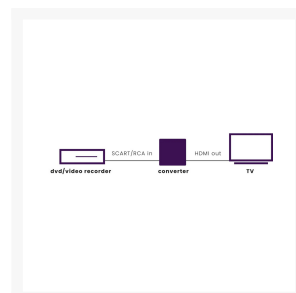 SCART/RCA in
HDMI out
dvd/video recorder
converter
TV